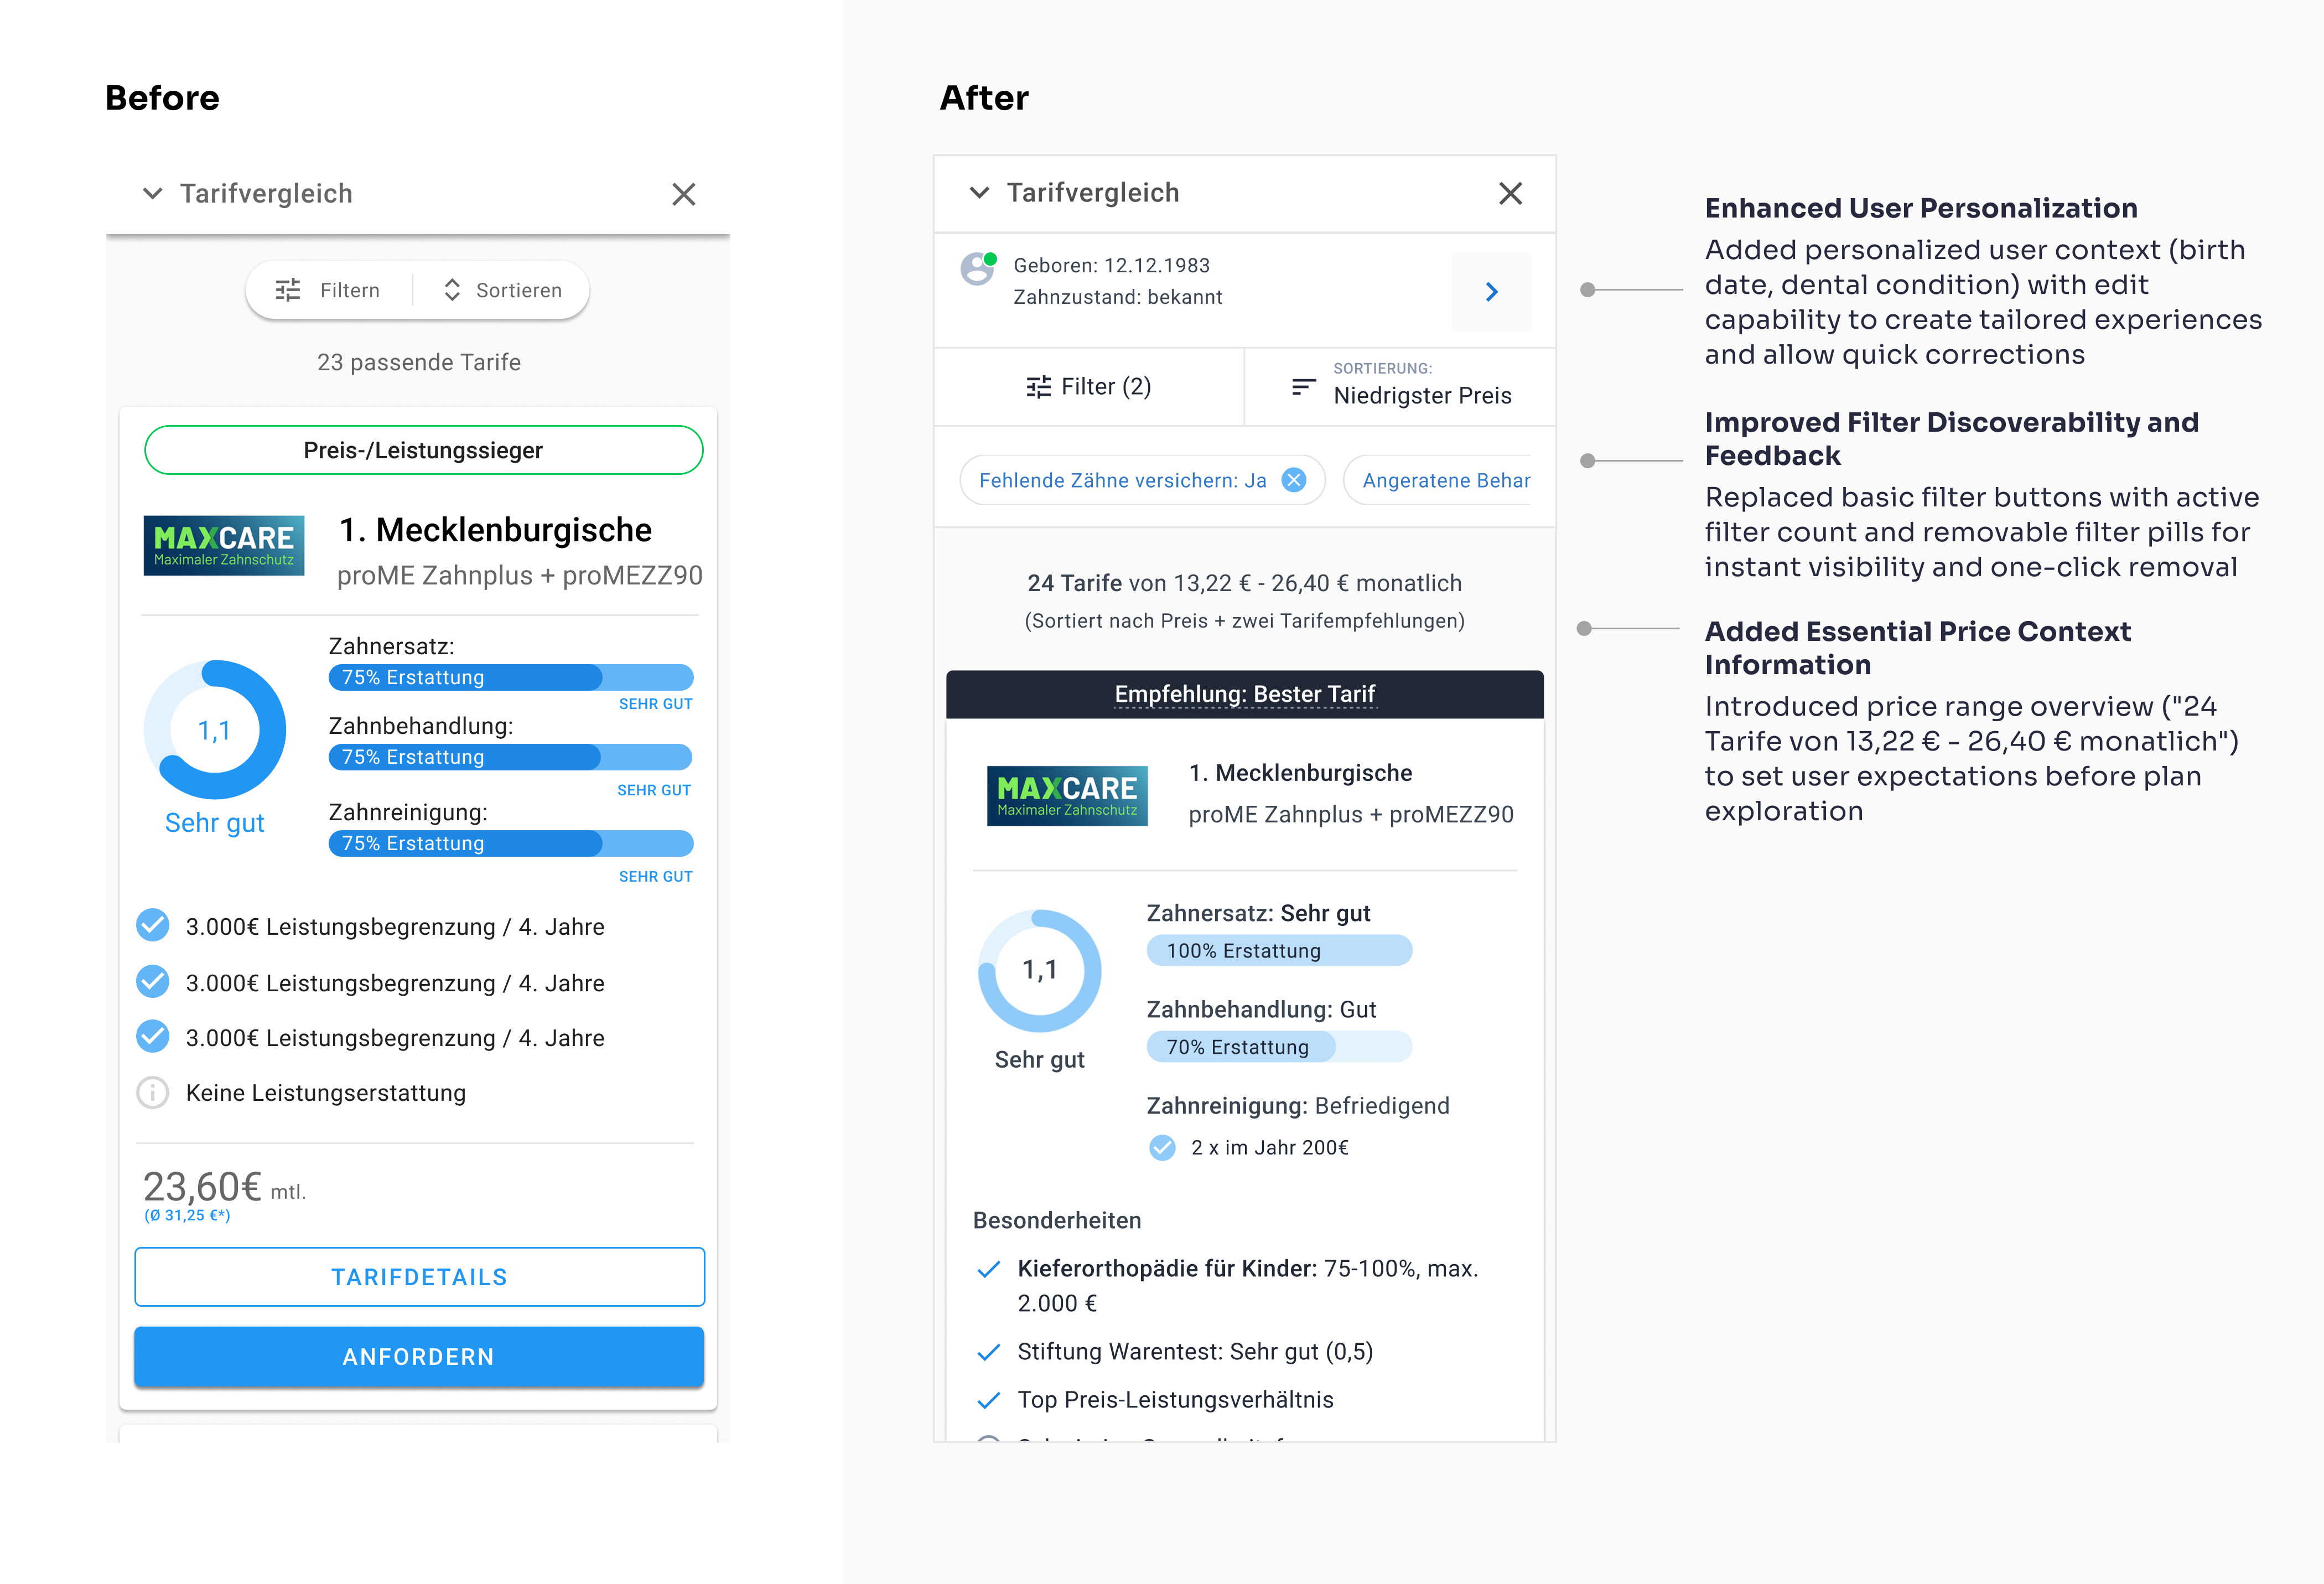 Before
Tarifvergleich
Filtern
Sortieren
23 passende Tarife
Preis-/Leistungssieger
MAXCARE
Maximaler Zahnschutz
1. Mecklenburgische
proME Zahnplus + proMEZZ90
1,1
Sehr gut
Zahnersatz:
75% Erstattung
SEHR GUT
Zahnbehandlung:
75% Erstattung
SEHR GUT
Zahnreinigung:
75% Erstattung
SEHR GUT
3.000€ Leistungsbegrenzung / 4. Jahre
3.000€ Leistungsbegrenzung / 4. Jahre
3.000€ Leistungsbegrenzung / 4. Jahre
Keine Leistungserstattung
23,60€ mtl.
(Ø 31,25 €*)
TARIFDETAILS
ANFORDERN
After
Tarifvergleich
Geboren: 12.12.1983
Zahnzustand: bekannt
Filter (2)
SORTIERUNG:
Niedrigster Preis
Fehlende Zähne versichern: Ja
Angeratene Behar
24 Tarife von 13,22 € - 26,40 € monatlich
(Sortiert nach Preis + zwei Tarifempfehlungen)
Empfehlung: Bester Tarif
MAXCARE
Maximaler Zahnschutz
1. Mecklenburgische
proME Zahnplus + proMEZZ90
1,1
Sehr gut
Zahnersatz: Sehr gut
100% Erstattung
Zahnbehandlung: Gut
70% Erstattung
Zahnreinigung: Befriedigend
2 x im Jahr 200€
Besonderheiten
Kieferorthopädie für Kinder: 75-100%, max.
2.000 €
Stiftung Warentest: Sehr gut (0,5)
Top Preis-Leistungsverhältnis
Enhanced User Personalization
Added personalized user context (birth
date, dental condition) with edit
capability to create tailored experiences
and allow quick corrections
Improved Filter Discoverability and
Feedback
Replaced basic filter buttons with active
filter count and removable filter pills for
instant visibility and one-click removal
Added Essential Price Context
Information
Introduced price range overview ("24
Tarife von 13,22 € - 26,40 € monatlich")
to set user expectations before plan
exploration